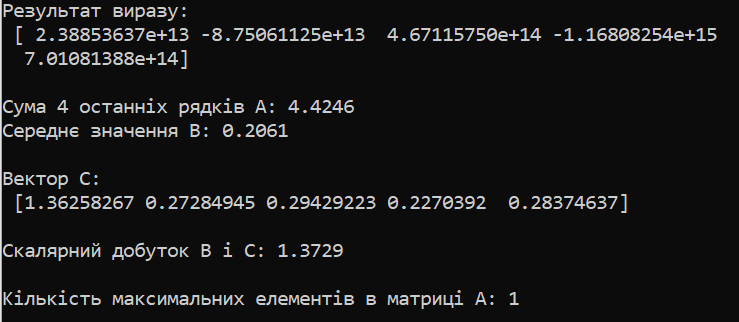 Результат виразу:
[ 2.38853637e+13 -8.75061125e+13  4.67115750e+14 -1.16808254e+15
7.01081388e+14]
Сума 4 останніх рядків A: 4.4246
Середнє значення B: 0.2061
Вектор C:
[1.36258267 0.27284945 0.29429223 0.2270392  0.28374637]
Скалярний добуток B і C: 1.3729
Кількість максимальних елементів в матриці A: 1